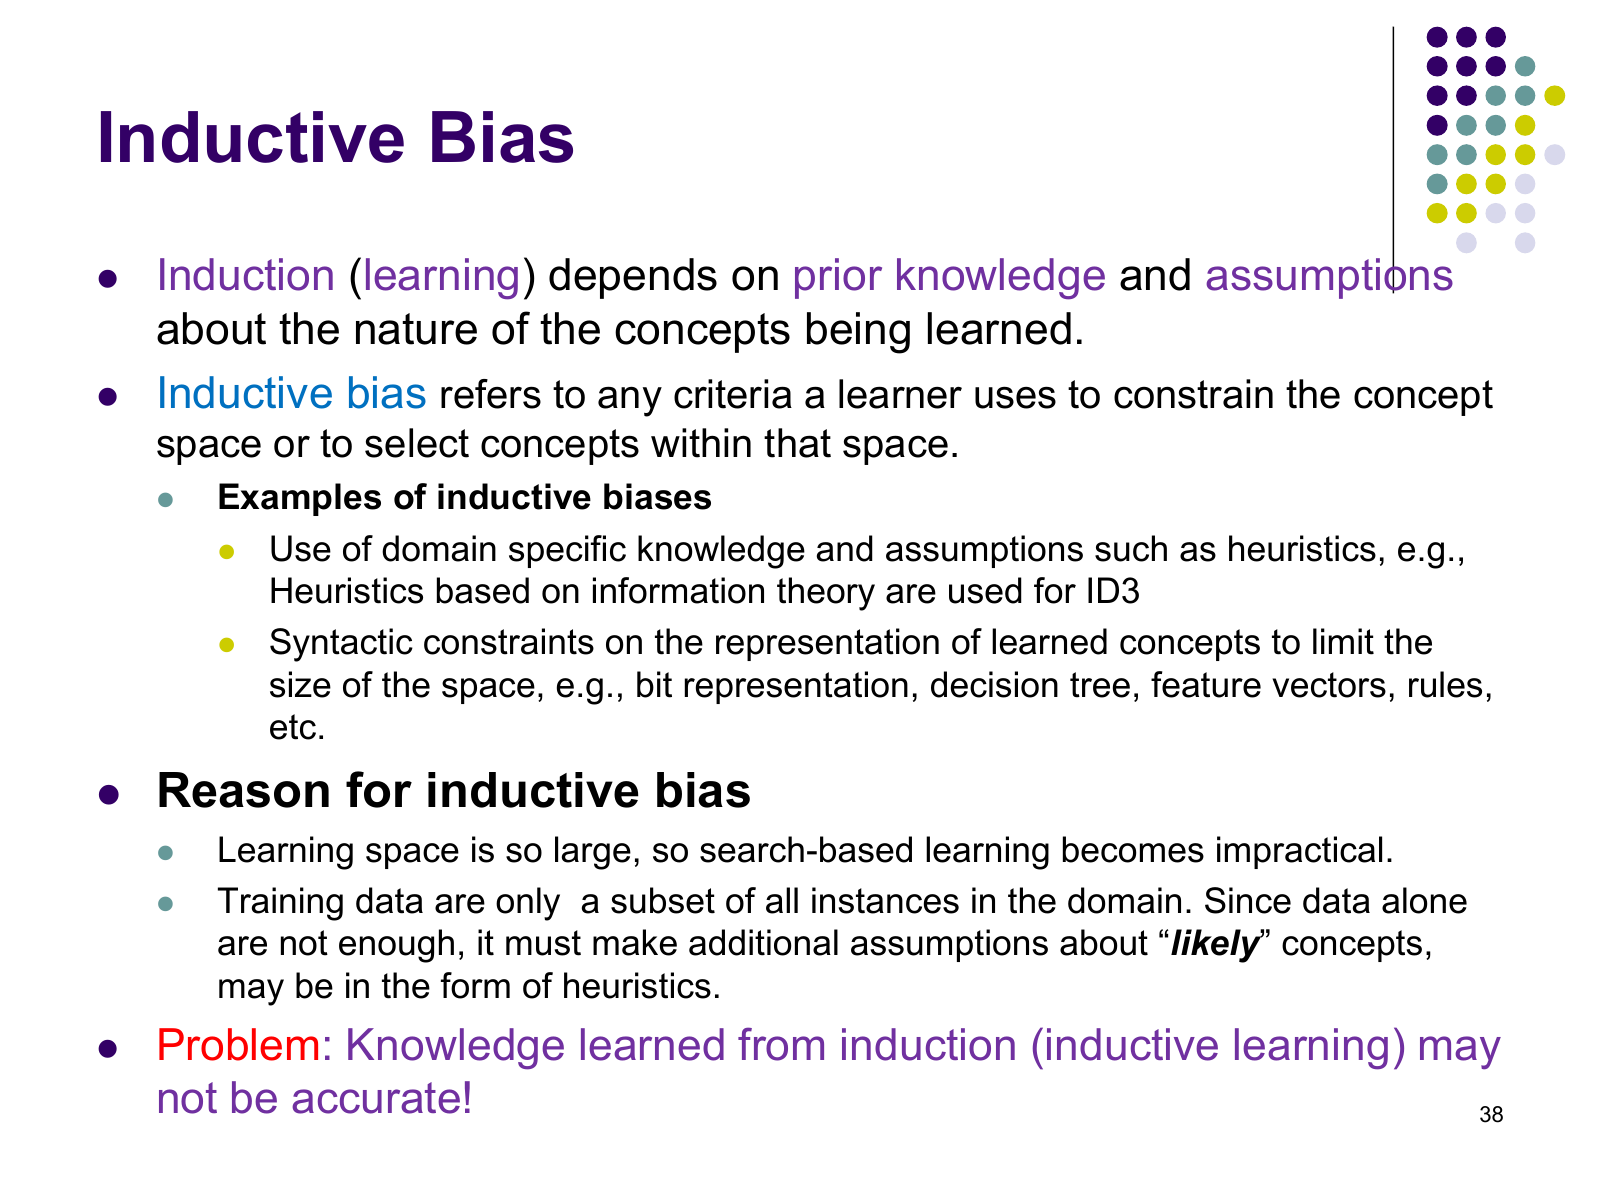 Inductive Bias
Induction (learning) depends on prior knowledge and assumptions
about the nature of the concepts being learned.
Inductive bias refers to any criteria a learner uses to constrain the concept
space or to select concepts within that space.
Examples of inductive biases
Use of domain specific knowledge and assumptions such as heuristics, e.g.,
Heuristics based on information theory are used for ID3
Syntactic constraints on the representation of learned concepts to limit the
size of the space, e.g., bit representation, decision tree, feature vectors, rules,
etc.
Reason for inductive bias
Learning space is so large, so search-based learning becomes impractical.
Training data are only  a subset of all instances in the domain. Since data alone
are not enough, it must make additional assumptions about “likely” concepts,
may be in the form of heuristics.
Problem: Knowledge learned from induction (inductive learning) may
not be accurate!
38